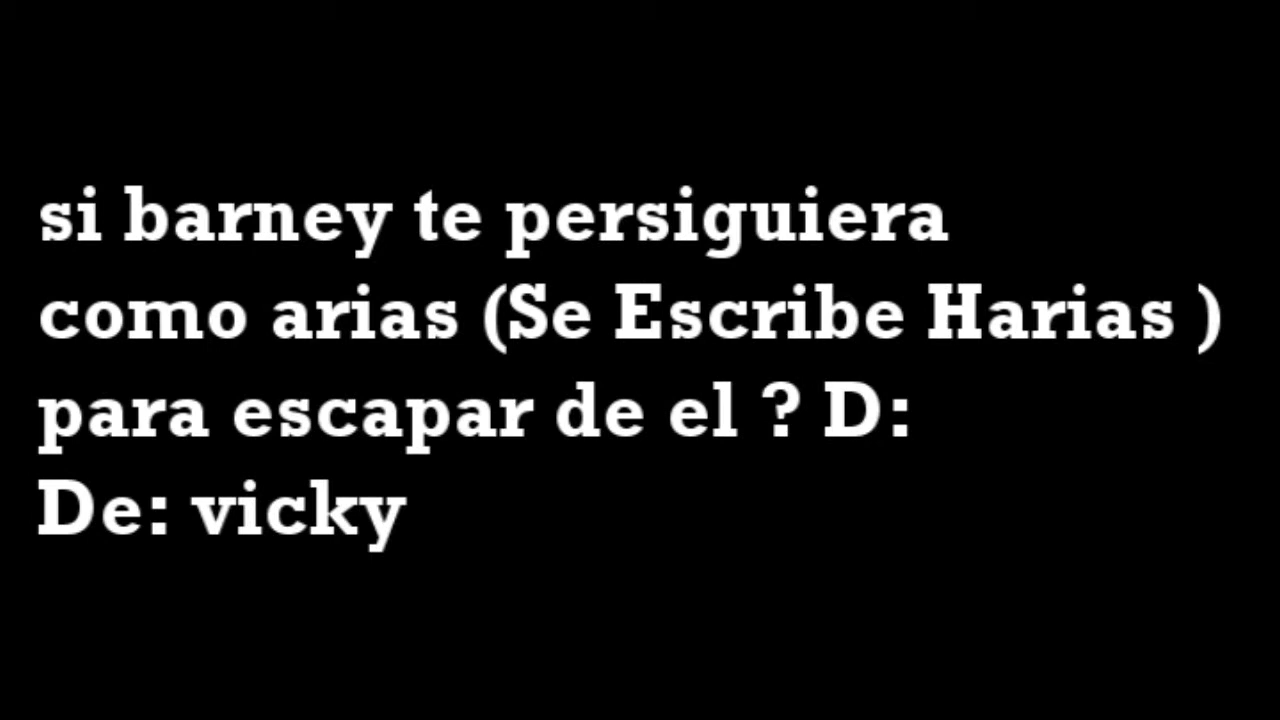 si barney te persiguiera
como arias (Se Escribe Harias )
para escapar de el ? D:
De: vicky